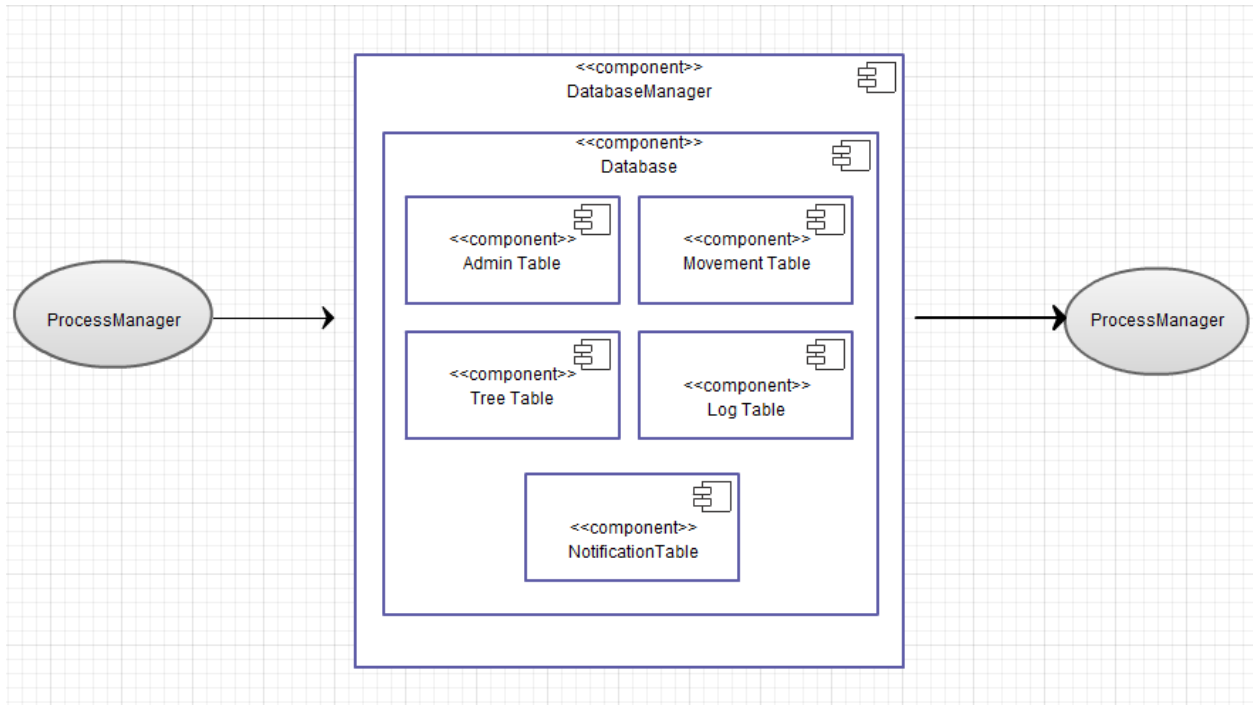 <<component>>
DatabaseManager
<<component>>
Database
<<component>>
Admin Table
<<component>>
Movement Table
ProcessManager
ProcessManager
<<component>>
Tree Table
<<component>>
Log Table
<<component>>
NotificationTable